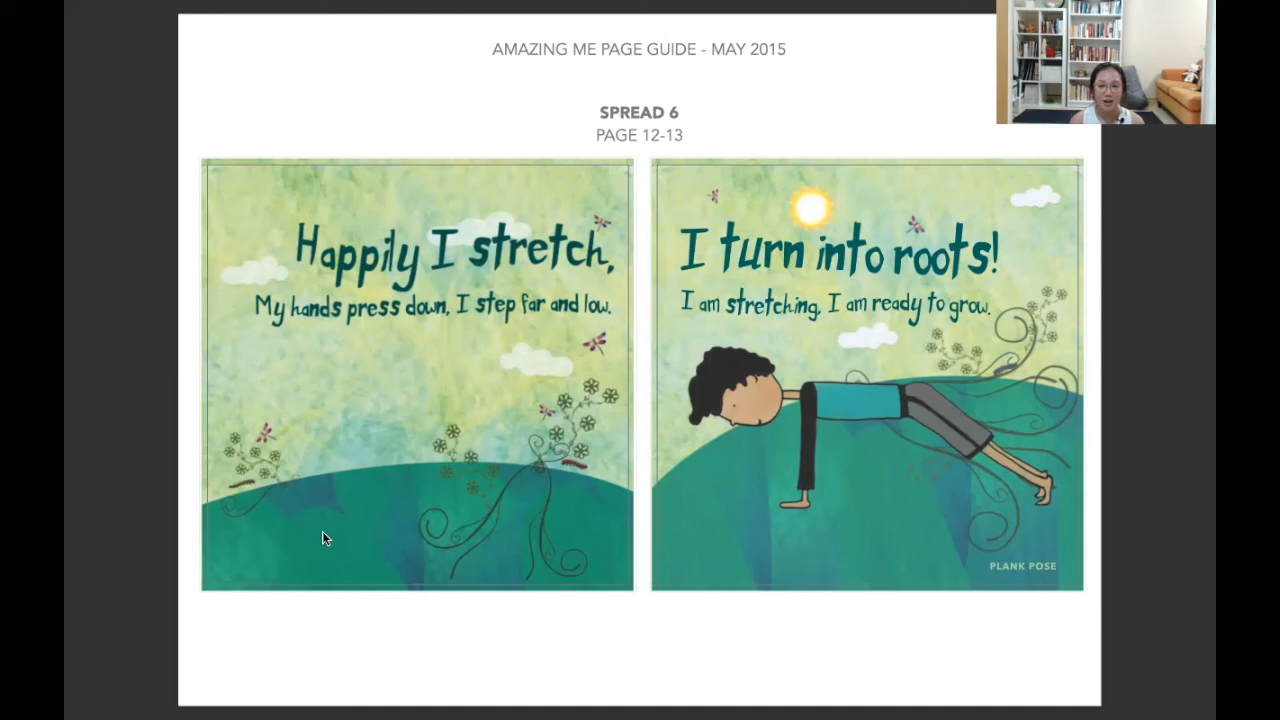 AMAZING ME PAGE GUIDE - MAY 2015
SPREAD 6
PAGE 12-13
Happily I stretch,
My hands press down, I step far and low.
I turn into roots!
I am stretching, I am ready to grow.
PLANK POSE